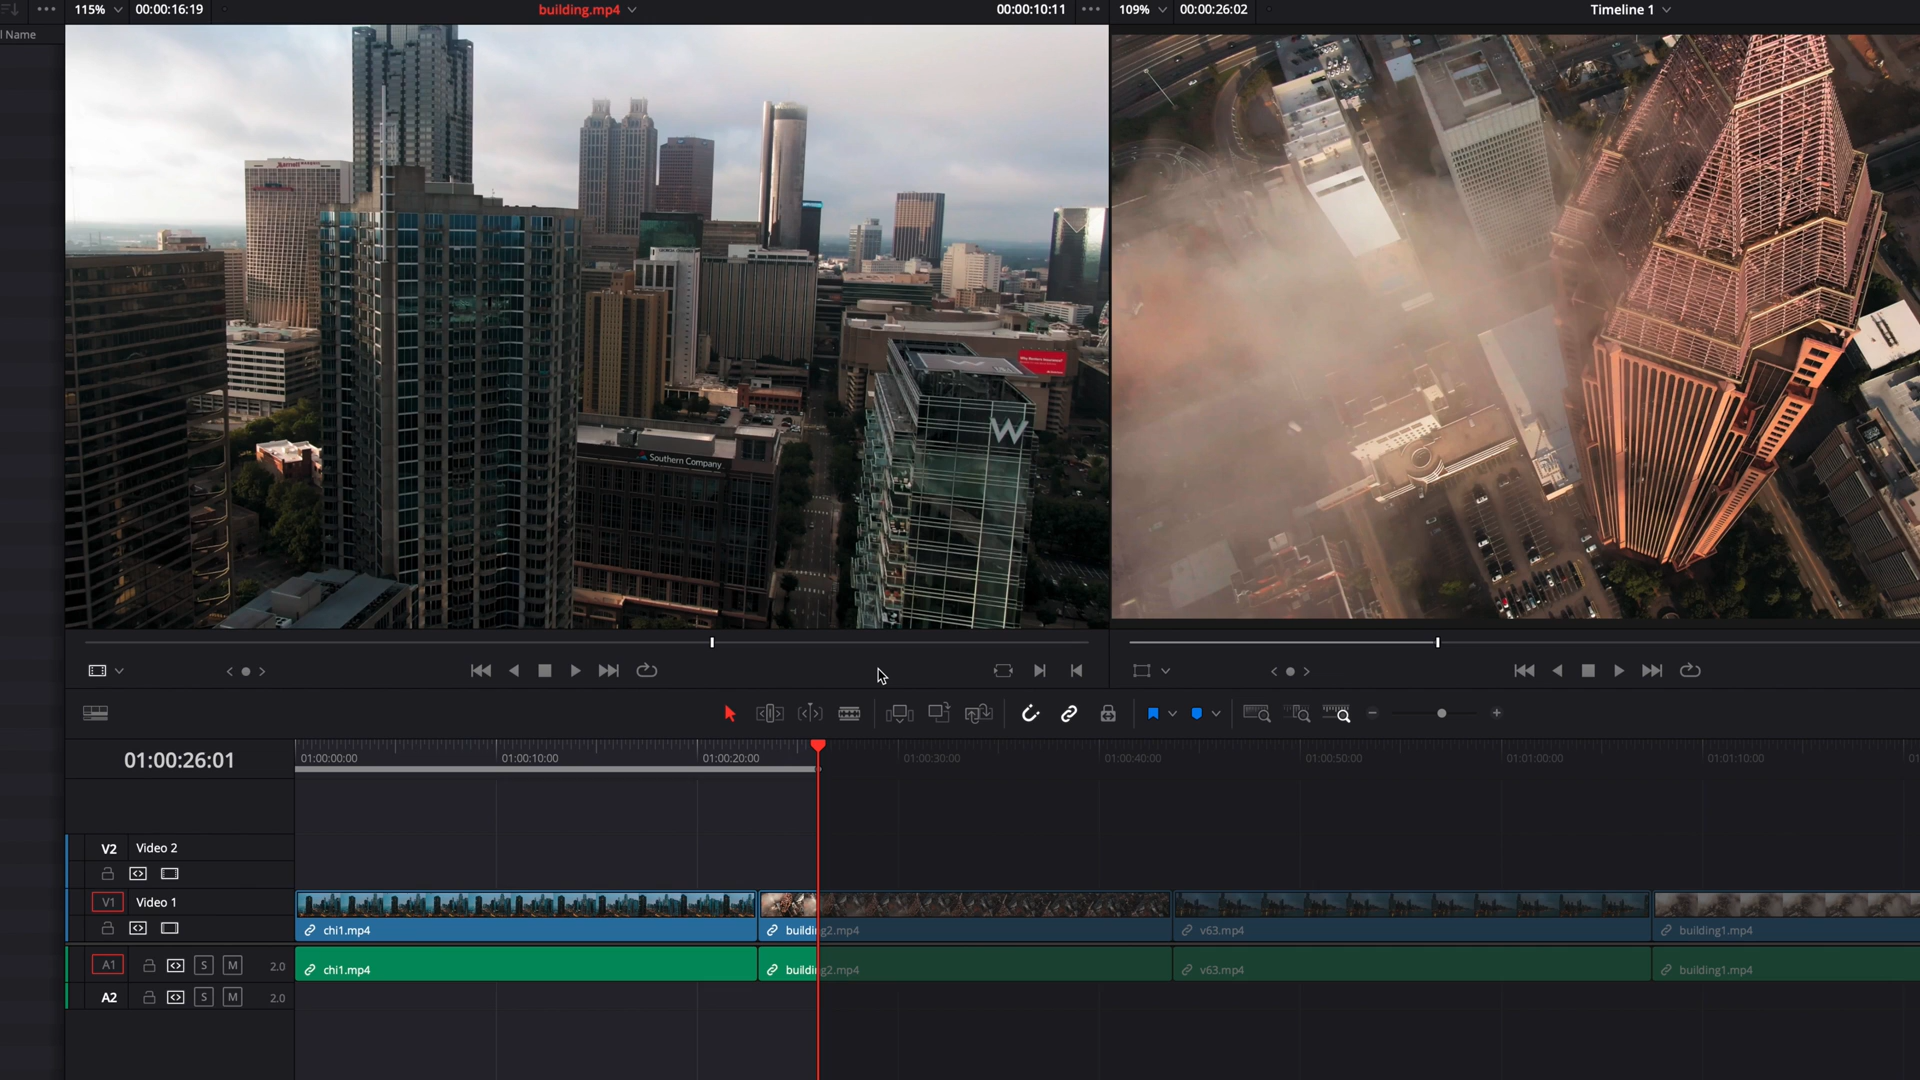 115% 00:00:16:19 building.mp4 00:00:10:11 109% 00:00:26:02 Timeline 1
l Name
Marriott
Southern Company
W
01:00:26:01
01:00:00:00 01:00:10:00 01:00:20:00 01:00:30:00 01:00:40:00 01:00:50:00 01:01:00:00 01:01:10:00 01
V2 Video 2
V1 Video 1
chi1.mp4 building2.mp4 v63.mp4 building1.mp4
A1 S M 2.0 chi1.mp4 building2.mp4 v63.mp4 building1.mp4
A2 S M 2.0